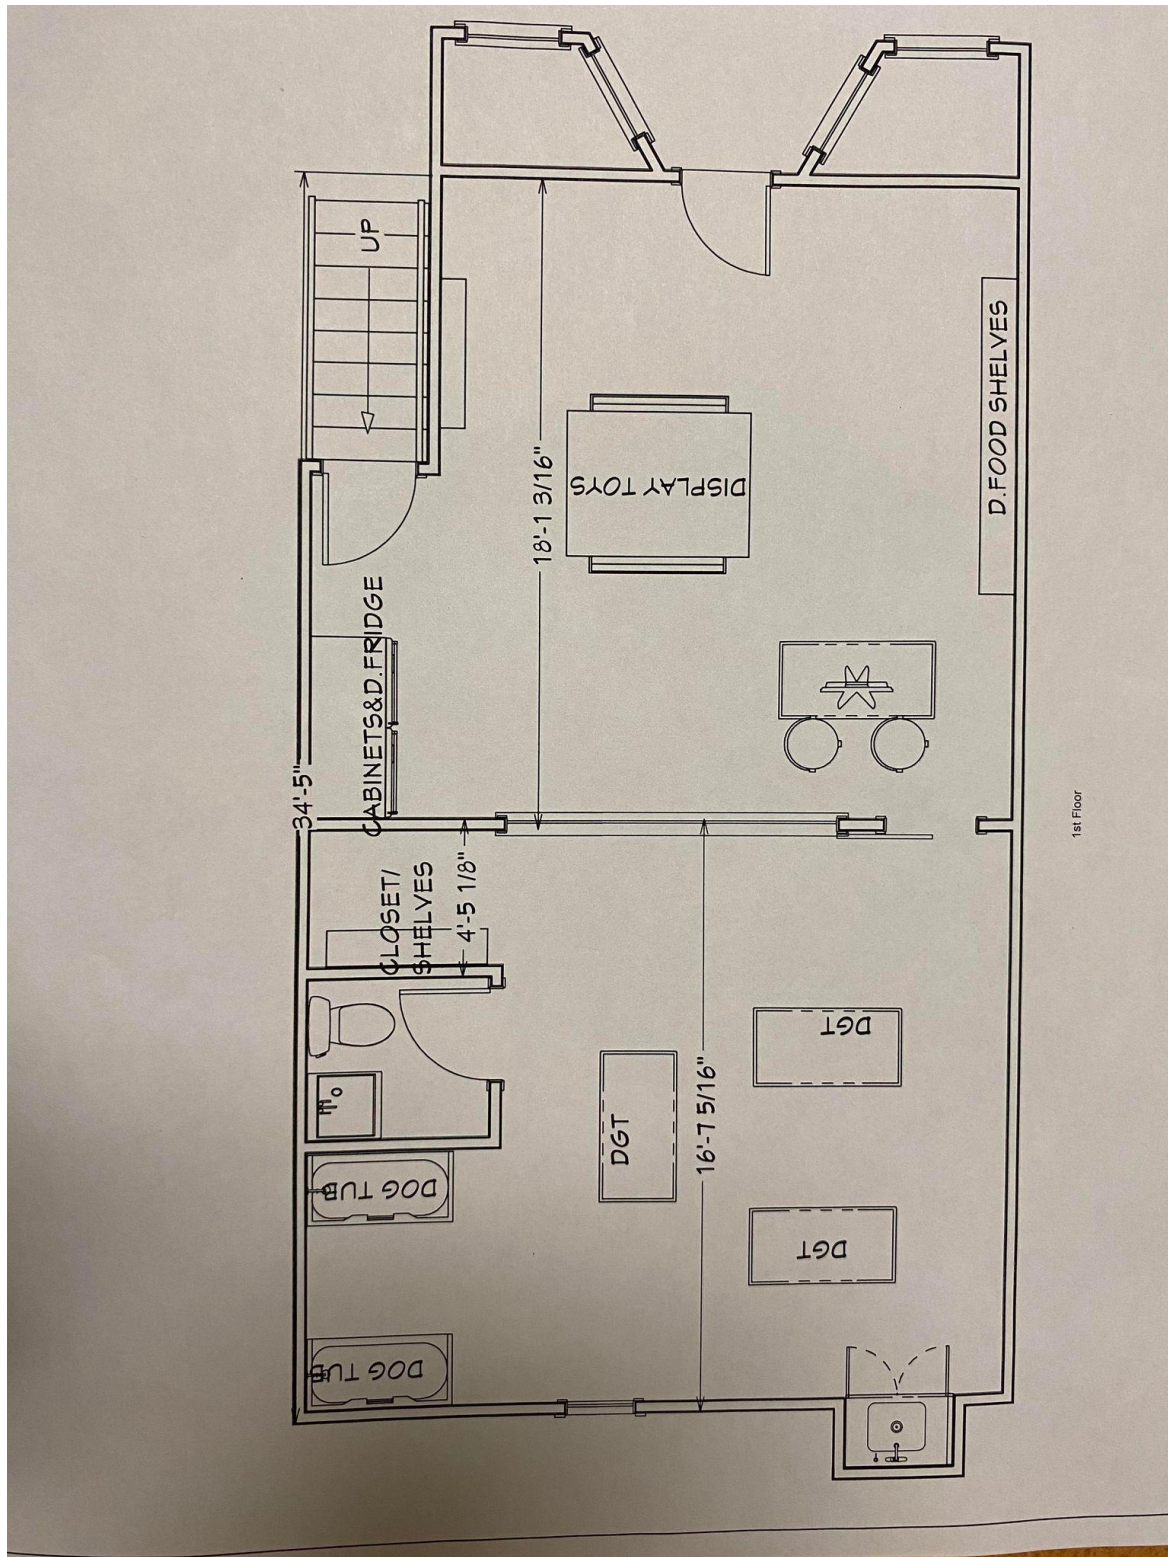 UP
18'-1 3/16"
DISPLAY TOYS
D.FOOD SHELVES
CABINETS&D.FRIDGE
34'-5"
1st Floor
CLOSET/
SHELVES
4'-5 1/8"
DGT
DGT
16'-7 5/16"
DOG TUB
DGT
DOG TUB